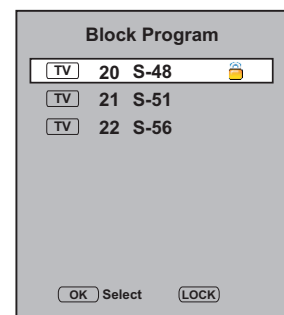 Block Program
TV 20 S-48
TV 21 S-51
TV 22 S-56
OK Select LOCK